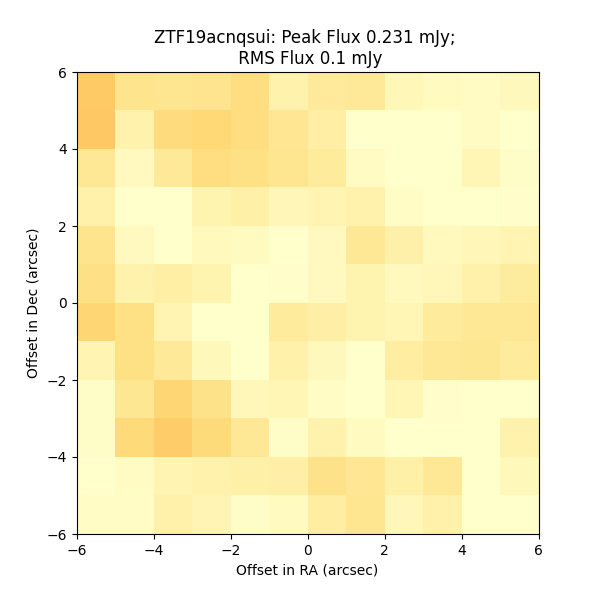 ZTF19acnqsui: Peak Flux 0.231 mJy;
RMS Flux 0.1 mJy
6
4
2
0
−2
−4
−6
Offset in Dec (arcsec)
−6 −4 −2 0 2 4 6
Offset in RA (arcsec)